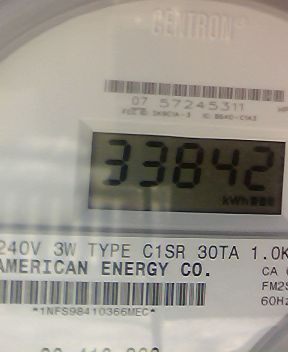 CENTRON
07 57245311
33842
kWh
240V 3W TYPE C1SR 30TA 1.0K
AMERICAN ENERGY CO.
CA
FM2S
60Hz
*1NFS98410366MEC*